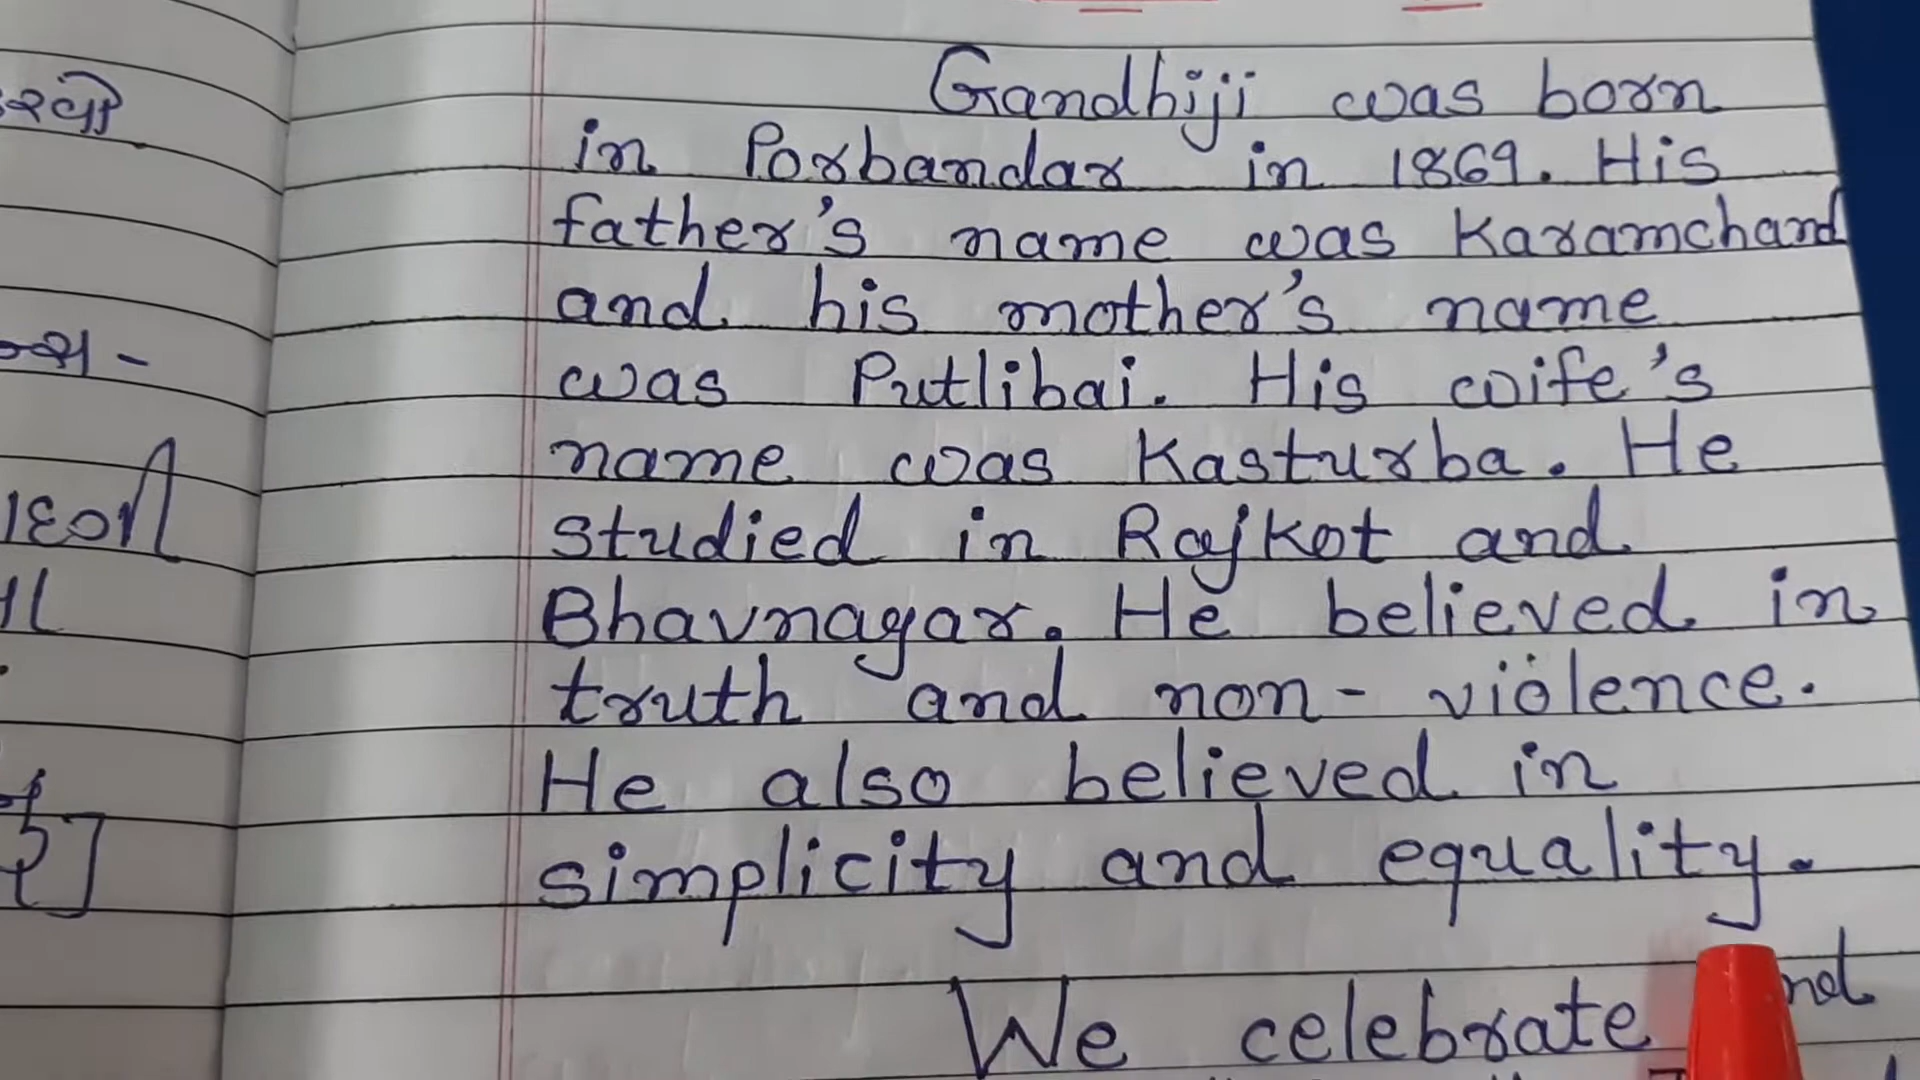 Gandhiji was born
in Porbandar in 1869. His
father's name was Karamchand
and his mother's name
was Putlibai. His wife's
name was Kasturba. He
studied in Rajkot and
Bhavnagar. He believed in
truth and non-violence.
He also believed in
simplicity and equality.
We celebrate